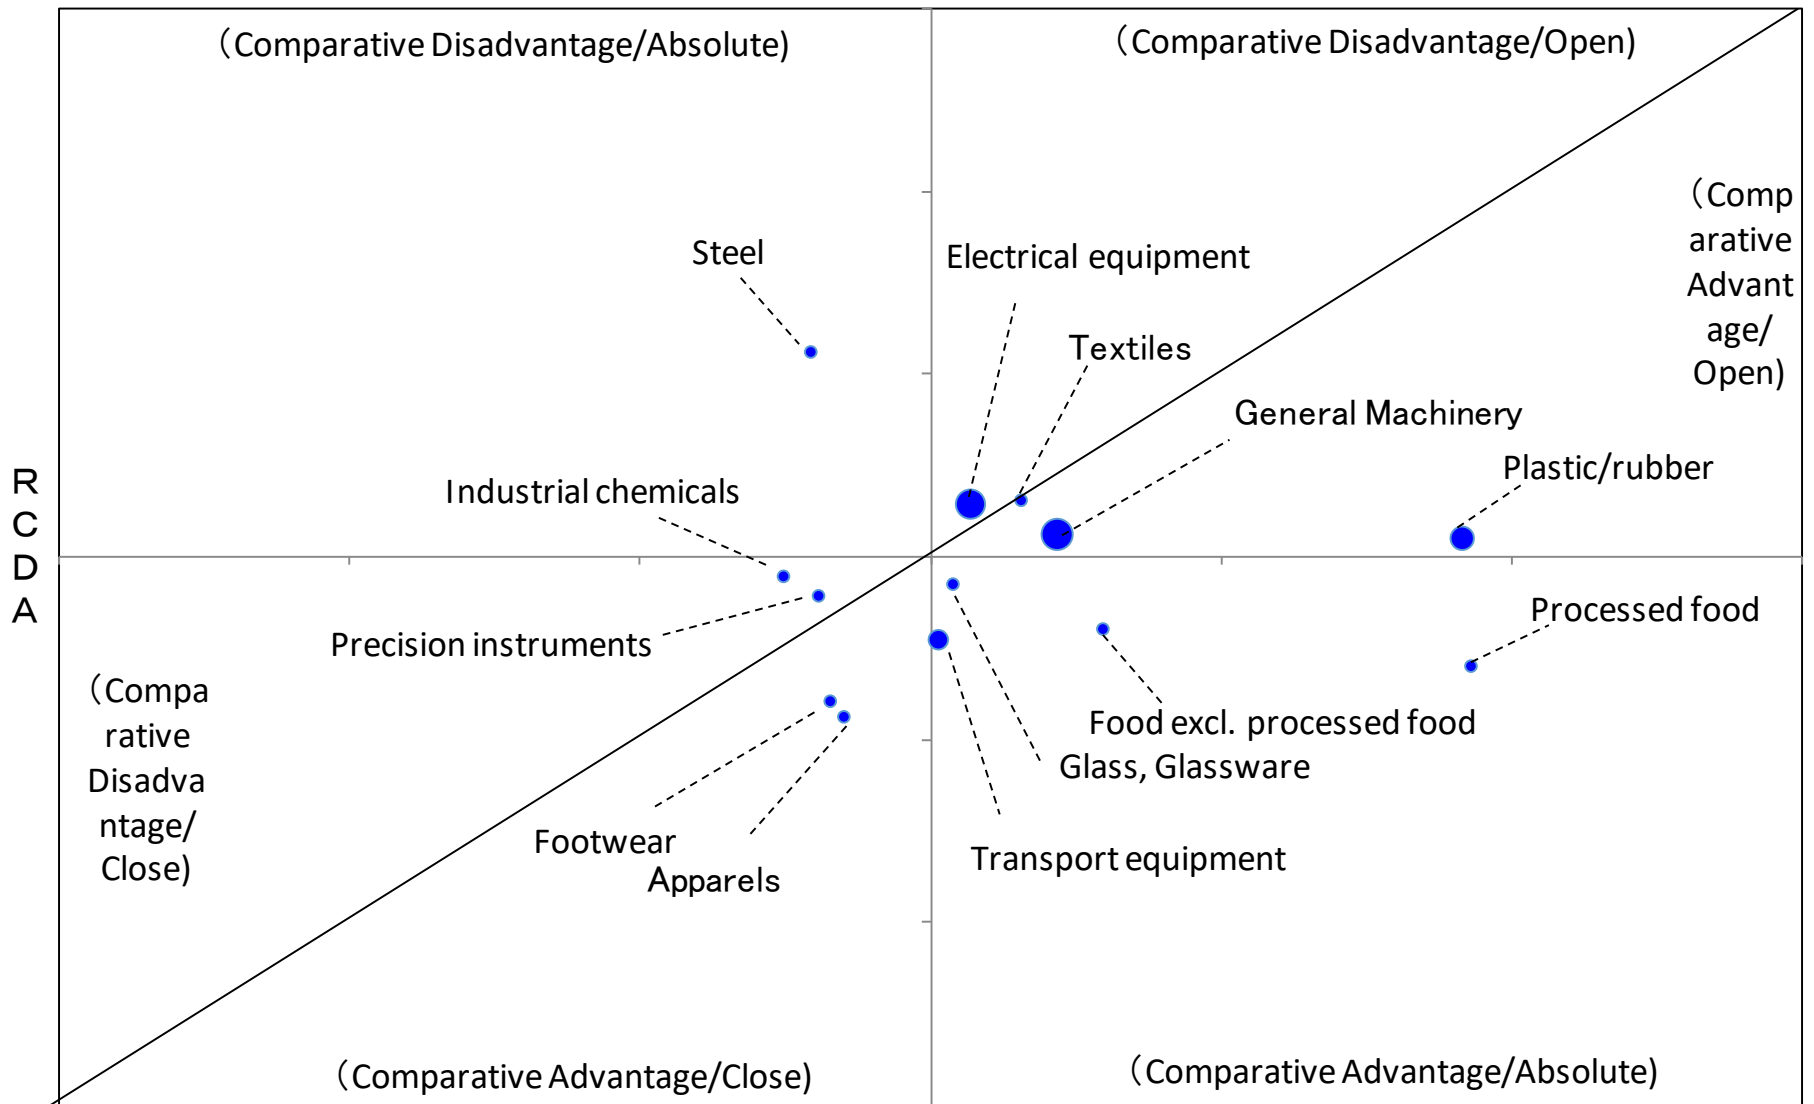 （Comparative Disadvantage/Absolute)
（Comparative Disadvantage/Open)
（Comp
arative
Advant
age/
Open)
Steel
Electrical equipment
Textiles
General Machinery
Plastic/rubber
Industrial chemicals
R
C
D
A
Precision instruments
Processed food
（Compa
rative
Disadva
ntage/
Close)
Food excl. processed food
Glass, Glassware
Footwear
Transport equipment
Apparels
（Comparative Advantage/Close)
（Comparative Advantage/Absolute)